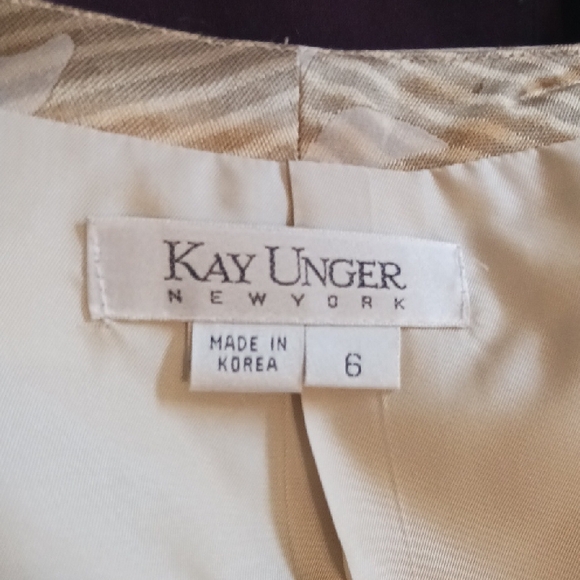 KAY UNGER
NEW YORK
MADE IN
KOREA
6